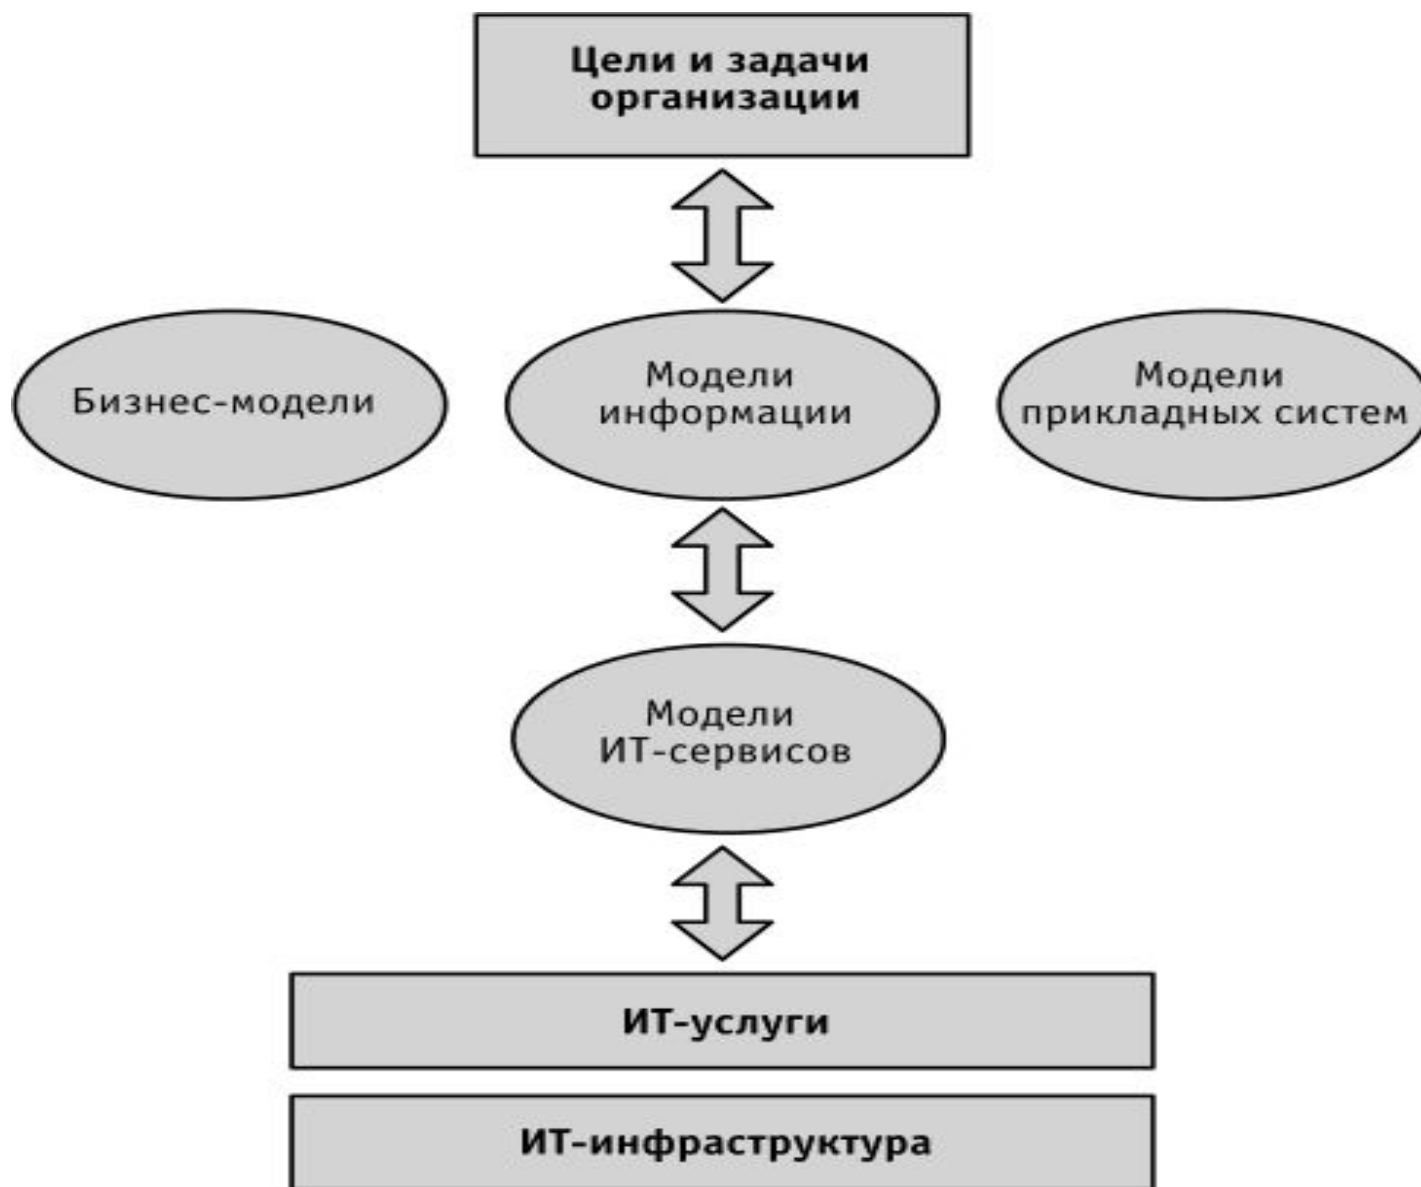 Цели и задачи
организации
Бизнес-модели
Модели
информации
Модели
прикладных систем
Модели
ИТ-сервисов
ИТ-услуги
ИТ-инфраструктура